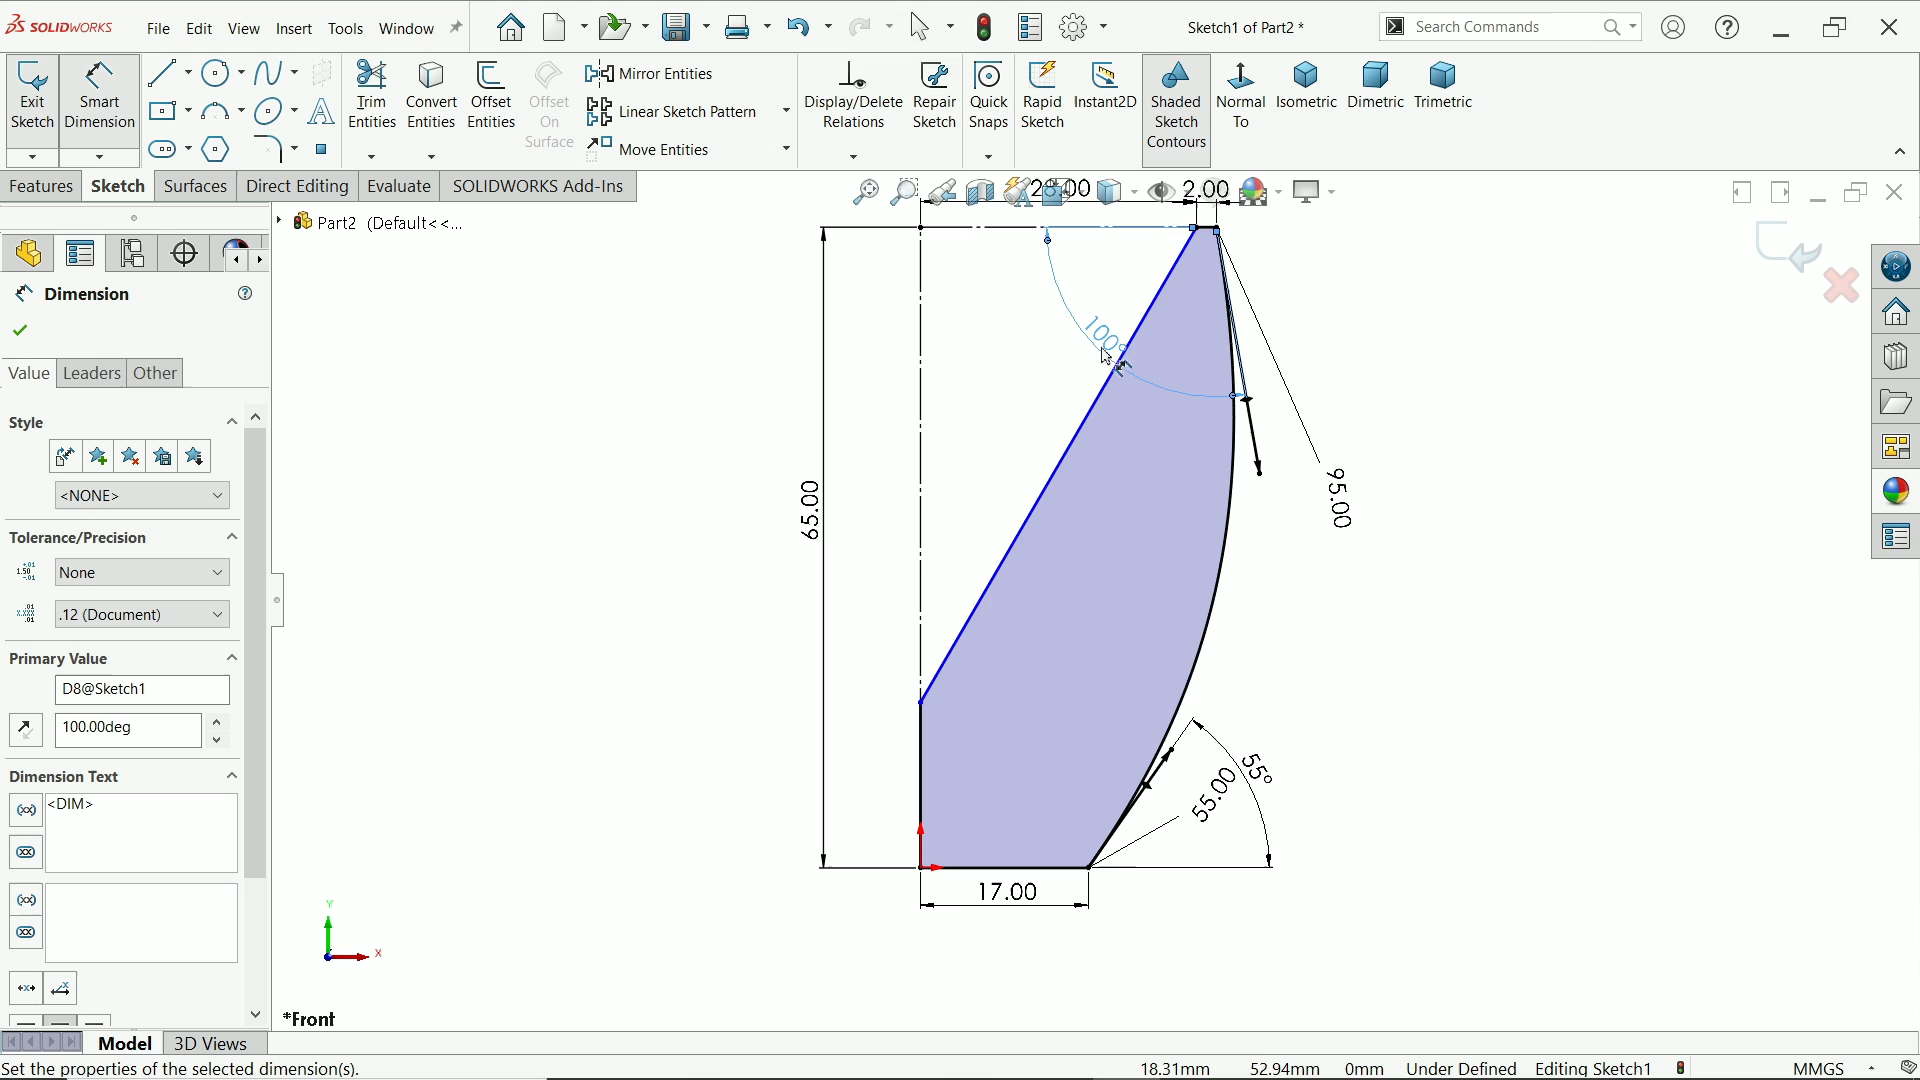 SOLIDWORKS
File Edit View Insert Tools Window
Sketch1 of Part2 *
Search Commands
Exit Sketch
Smart Dimension
Trim Entities
Convert Entities
Offset Entities
Offset On Surface
Mirror Entities
Linear Sketch Pattern
Move Entities
Display/Delete Relations
Repair Sketch
Quick Snaps
Rapid Sketch
Instant2D
Shaded Sketch Contours
Normal To
Isometric
Dimetric
Trimetric
Features Sketch Surfaces Direct Editing Evaluate SOLIDWORKS Add-Ins
Part2 (Default<<...
Dimension
Value Leaders Other
Style
<NONE>
Tolerance/Precision
None
.12 (Document)
Primary Value
D8@Sketch1
100.00deg
Dimension Text
<DIM>
2.00
100°
65.00
95.00
55°
55.00
17.00
Y
X
*Front
Model 3D Views
Set the properties of the selected dimension(s).
18.31mm 52.94mm 0mm Under Defined Editing Sketch1 MMGS